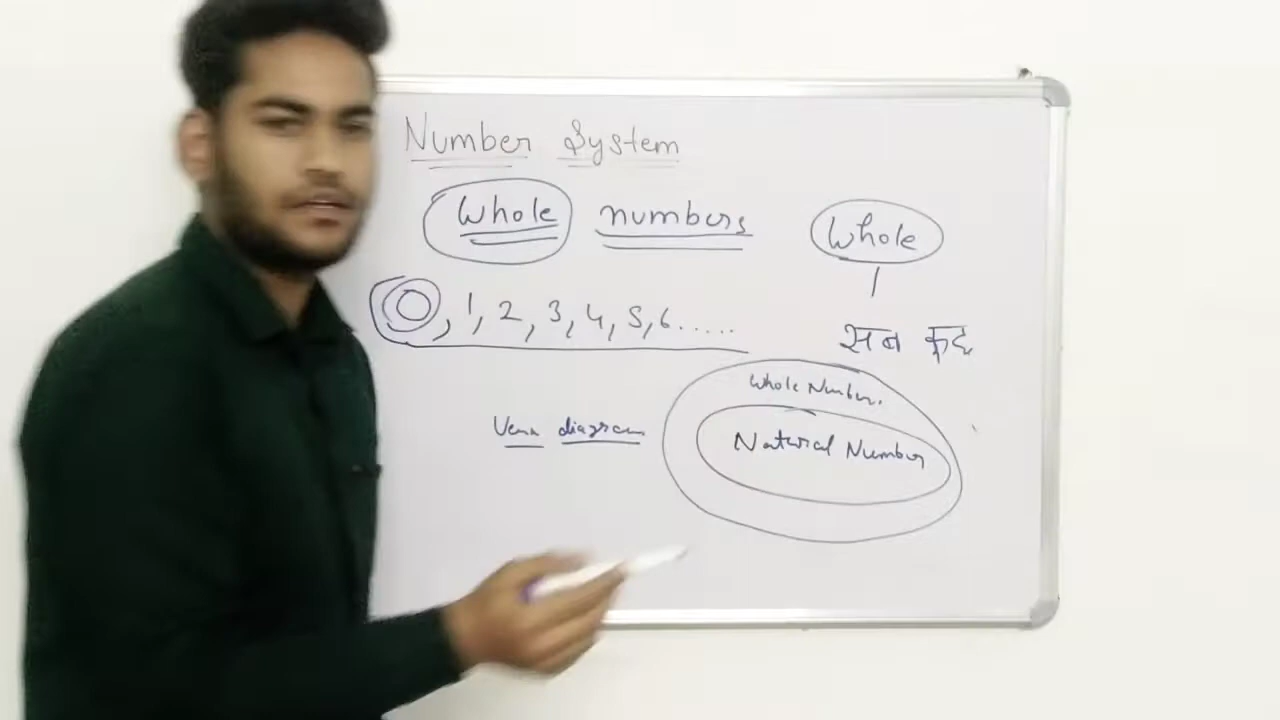 Number System
Whole numbers
Whole
0, 1, 2, 3, 4, 5, 6.....
सब कुछ
Whole Number.
Venn diagram
Natural Number